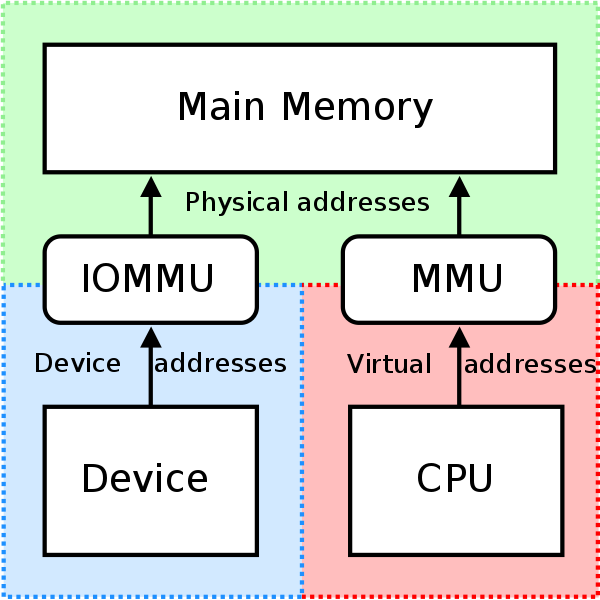 Main Memory
Physical addresses
IOMMU
MMU
Device addresses
Virtual addresses
Device
CPU